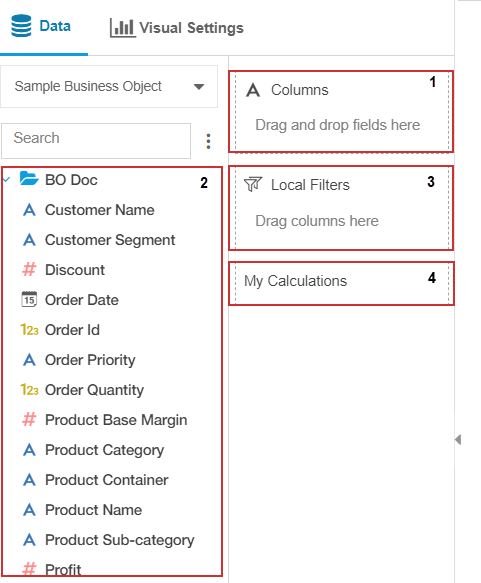 Data
Visual Settings
Sample Business Object
Search
BO Doc 2
A Customer Name
A Customer Segment
# Discount
15 Order Date
123 Order Id
A Order Priority
123 Order Quantity
# Product Base Margin
A Product Category
A Product Container
A Product Name
A Product Sub-category
# Profit
A Columns 1
Drag and drop fields here
Local Filters 3
Drag columns here
My Calculations 4